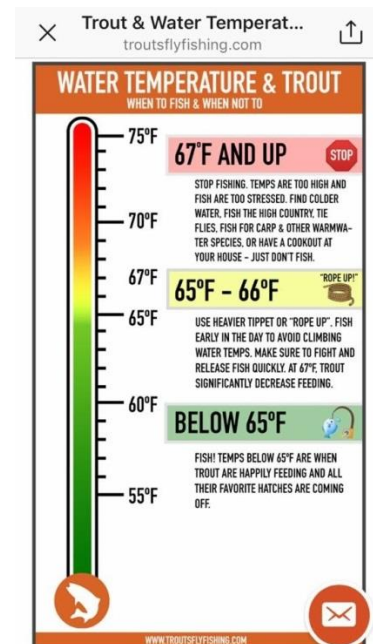 Trout & Water Temperat...
troutsflyfishing.com
WATER TEMPERATURE & TROUT
WHEN TO FISH & WHEN NOT TO
75°F
67°F AND UP
STOP
STOP FISHING. TEMPS ARE TOO HIGH AND
FISH ARE TOO STRESSED. FIND COLDER
WATER, FISH THE HIGH COUNTRY, TIE
FLIES, FISH FOR CARP & OTHER WARMWA-
TER SPECIES, OR HAVE A COOKOUT AT
YOUR HOUSE - JUST DON'T FISH.
70°F
67°F
65°F – 66°F
"ROPE UP!"
65°F
USE HEAVIER TIPPET OR "ROPE UP". FISH
EARLY IN THE DAY TO AVOID CLIMBING
WATER TEMPS. MAKE SURE TO FIGHT AND
RELEASE FISH QUICKLY. AT 67°F, TROUT
SIGNIFICANTLY DECREASE FEEDING.
60°F
BELOW 65°F
FISH! TEMPS BELOW 65°F ARE WHEN
TROUT ARE HAPPILY FEEDING AND ALL
THEIR FAVORITE HATCHES ARE COMING
OFF.
55°F
WWW.TROUTSFLYFISHING.COM